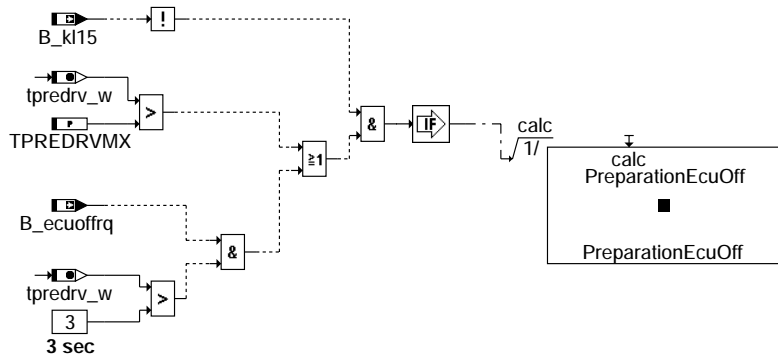 !
B_kl15
tpredrv_w
>
P
TPREDRVMX
&
IF
calc
1/
≥1
calc
PreparationEcuOff
B_ecuoffrq
&
PreparationEcuOff
tpredrv_w
>
3
3 sec